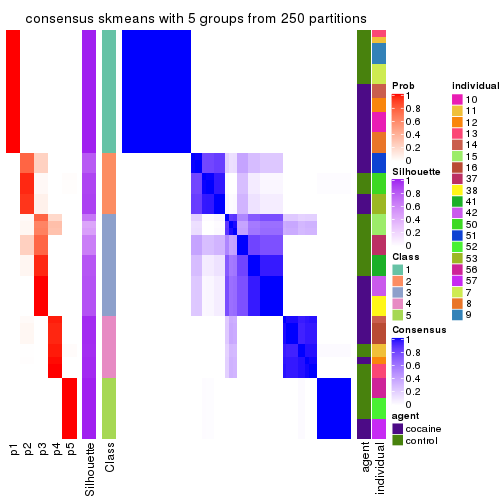 consensus skmeans with 5 groups from 250 partitions
p1
p2
p3
p4
p5
Silhouette
Class
agent
individual
Prob
1
0.8
0.6
0.4
0.2
0
Silhouette
1
0.8
0.6
0.4
0.2
0
Class
1
2
3
4
5
Consensus
1
0.8
0.6
0.4
0.2
0
agent
cocaine
control
individual
10
11
12
13
14
15
16
37
38
41
42
50
51
52
53
56
57
7
8
9